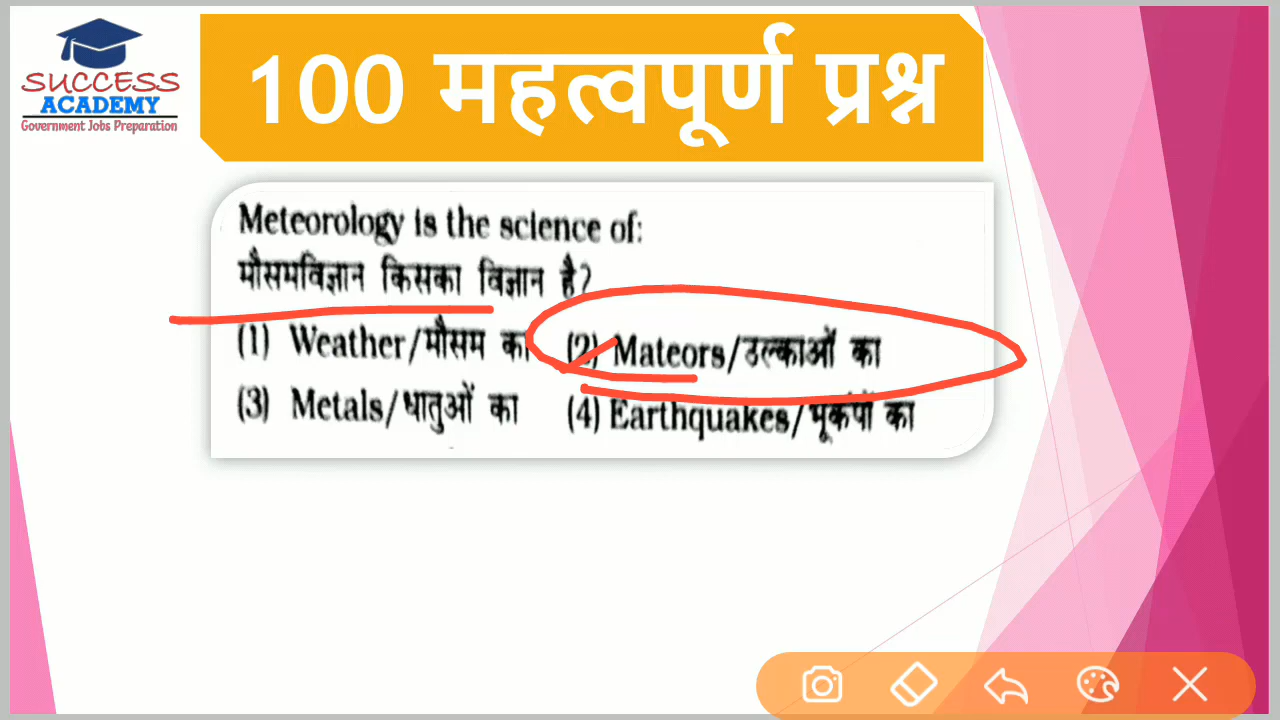 SUCCESS
ACADEMY
Government Jobs Preparation
100 महत्वपूर्ण प्रश्न
Meteorology is the science of:
मौसमविज्ञान किसका विज्ञान है?
(1) Weather/मौसम का (2) Mateors/उल्काओं का
(3) Metals/धातुओं का (4) Earthquakes/भूकंपों का